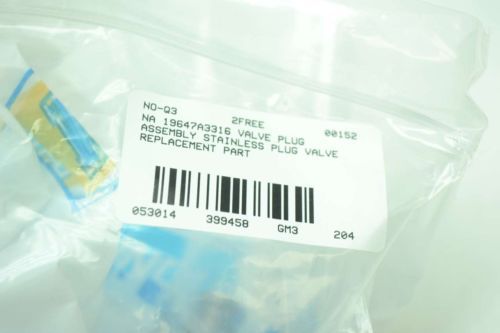 NO-Q3 2FREE 00152
NA 19647A3316 VALVE PLUG
ASSEMBLY STAINLESS PLUG VALVE
REPLACEMENT PART
053014 399458 GM3 204